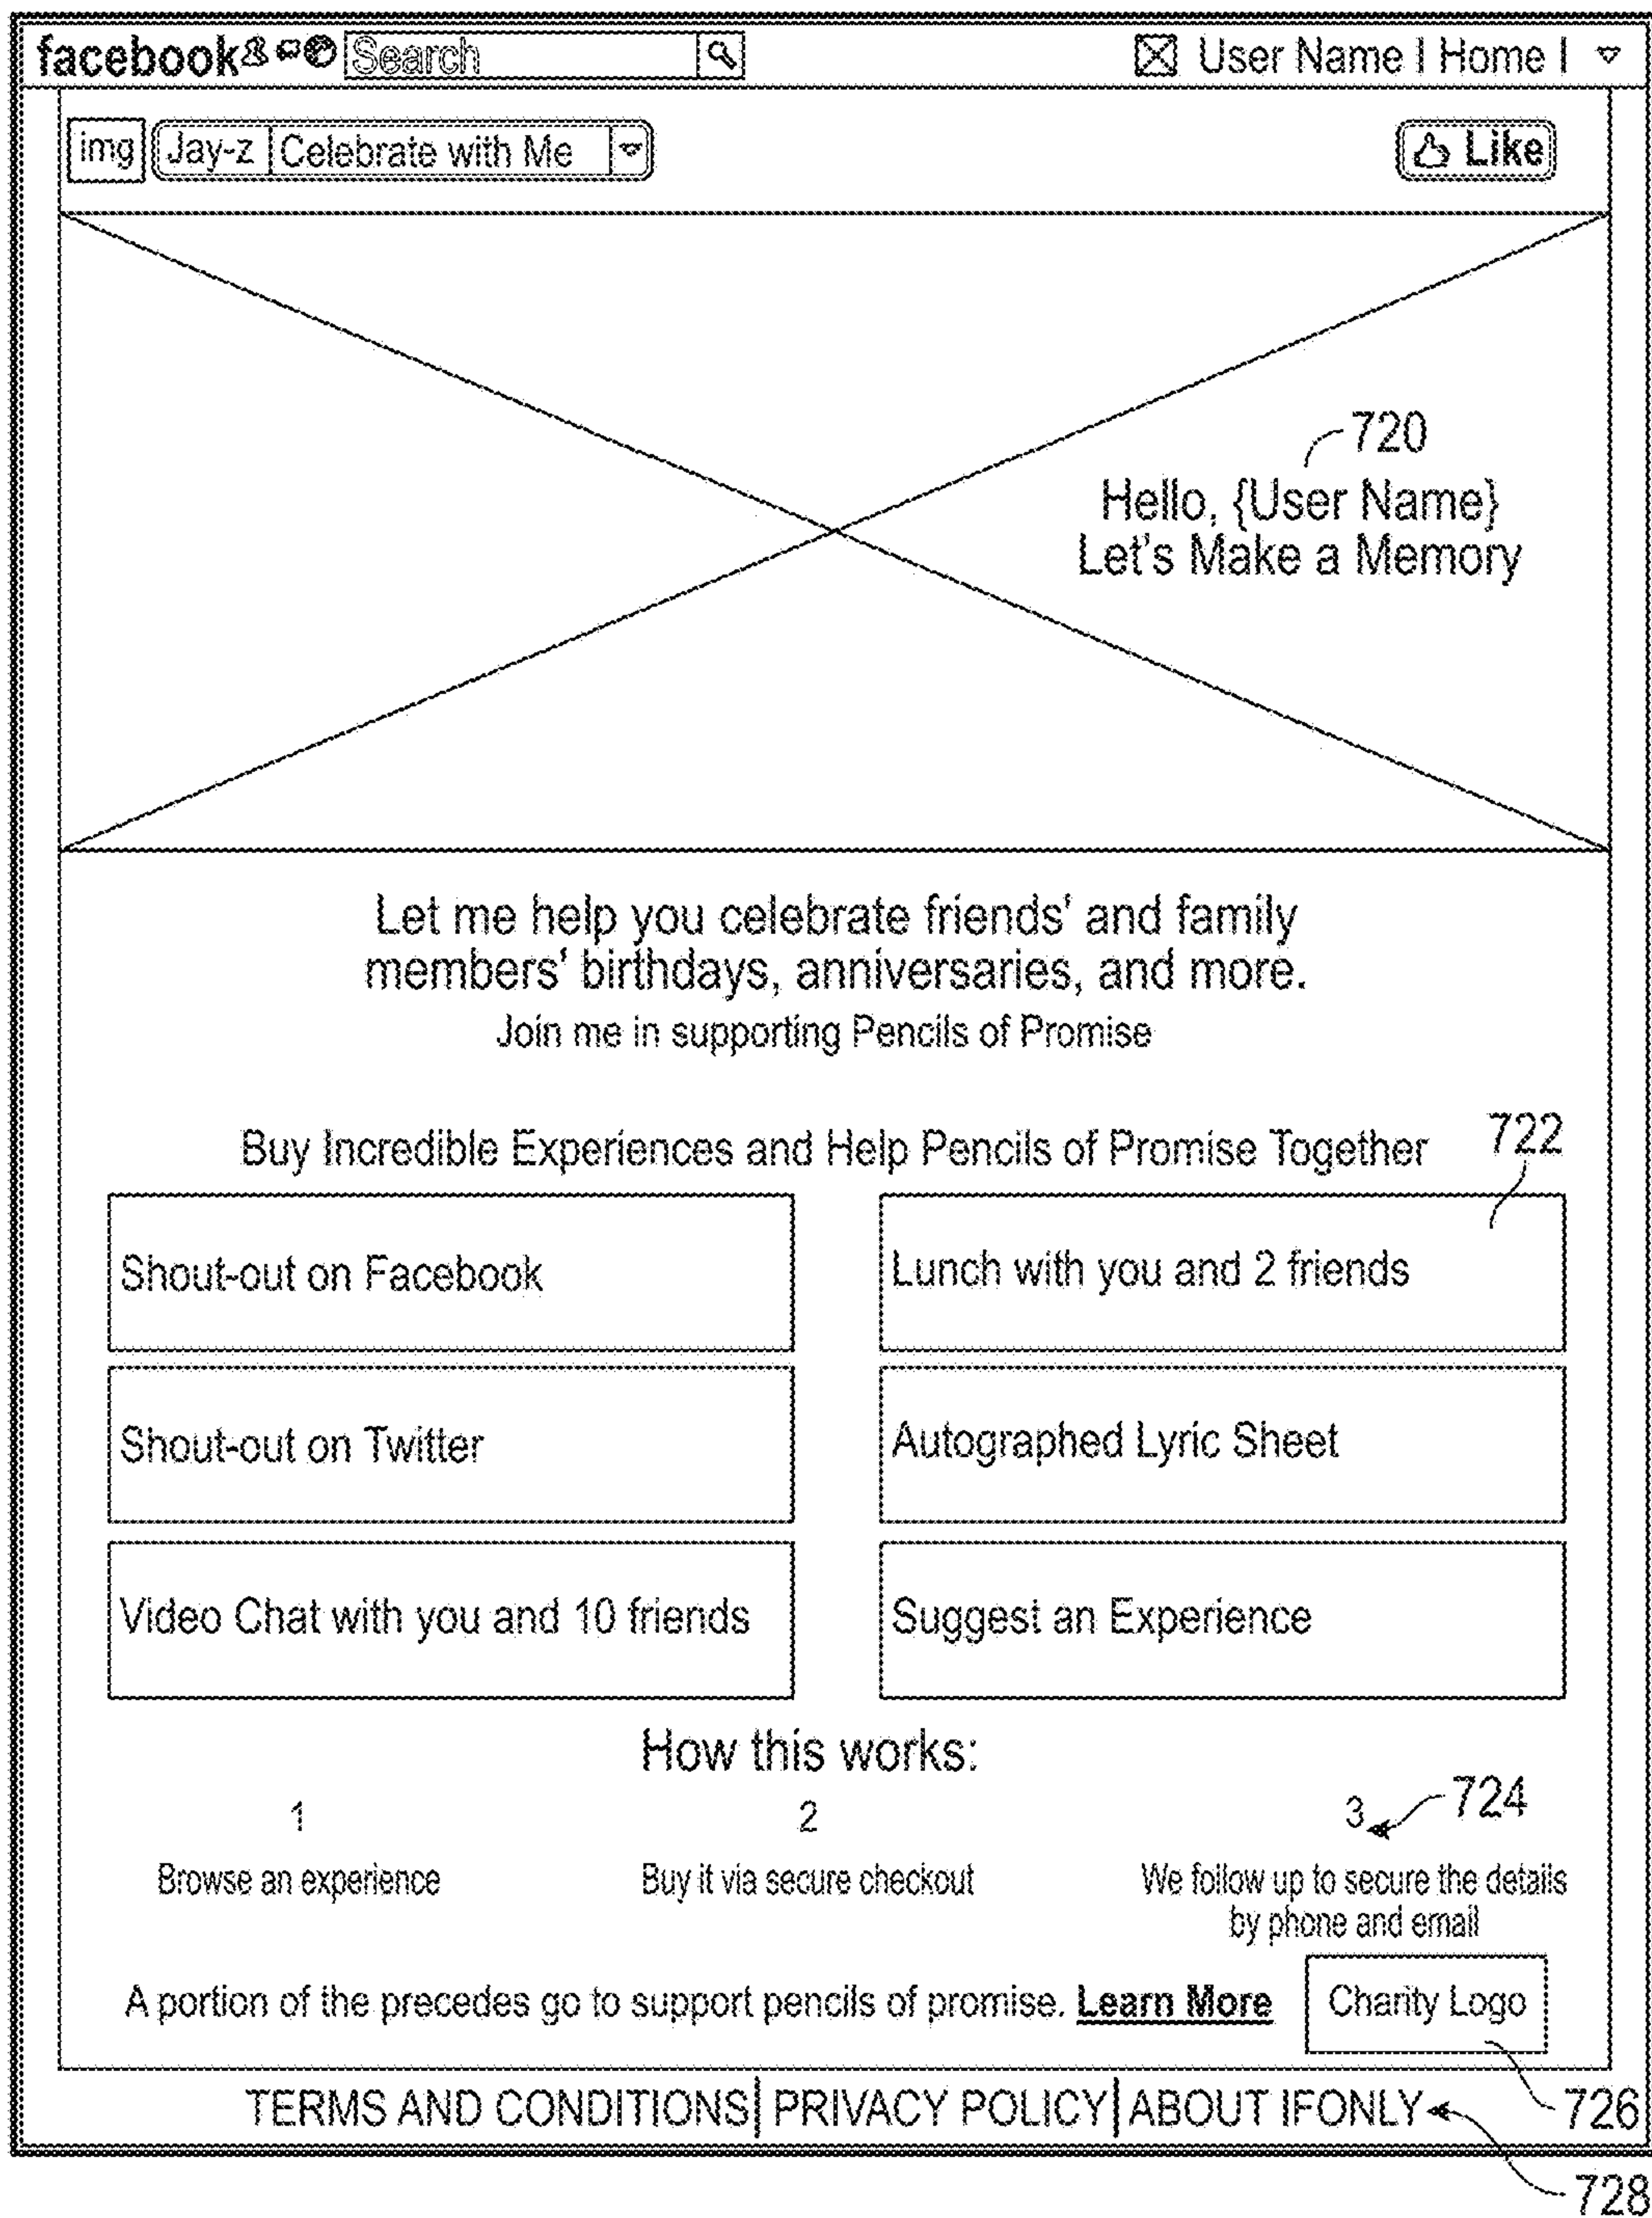 facebook Search User Name | Home |
img Jay-z Celebrate with Me Like
720
Hello, {User Name}
Let's Make a Memory
Let me help you celebrate friends' and family
members' birthdays, anniversaries, and more.
Join me in supporting Pencils of Promise
Buy Incredible Experiences and Help Pencils of Promise Together 722
Shout-out on Facebook Lunch with you and 2 friends
Shout-out on Twitter Autographed Lyric Sheet
Video Chat with you and 10 friends Suggest an Experience
How this works:
1 2 3 724
Browse an experience Buy it via secure checkout We follow up to secure the details
by phone and email
A portion of the precedes go to support pencils of promise. Learn More Charity Logo
TERMS AND CONDITIONS| PRIVACY POLICY| ABOUT IFONLY 726
728